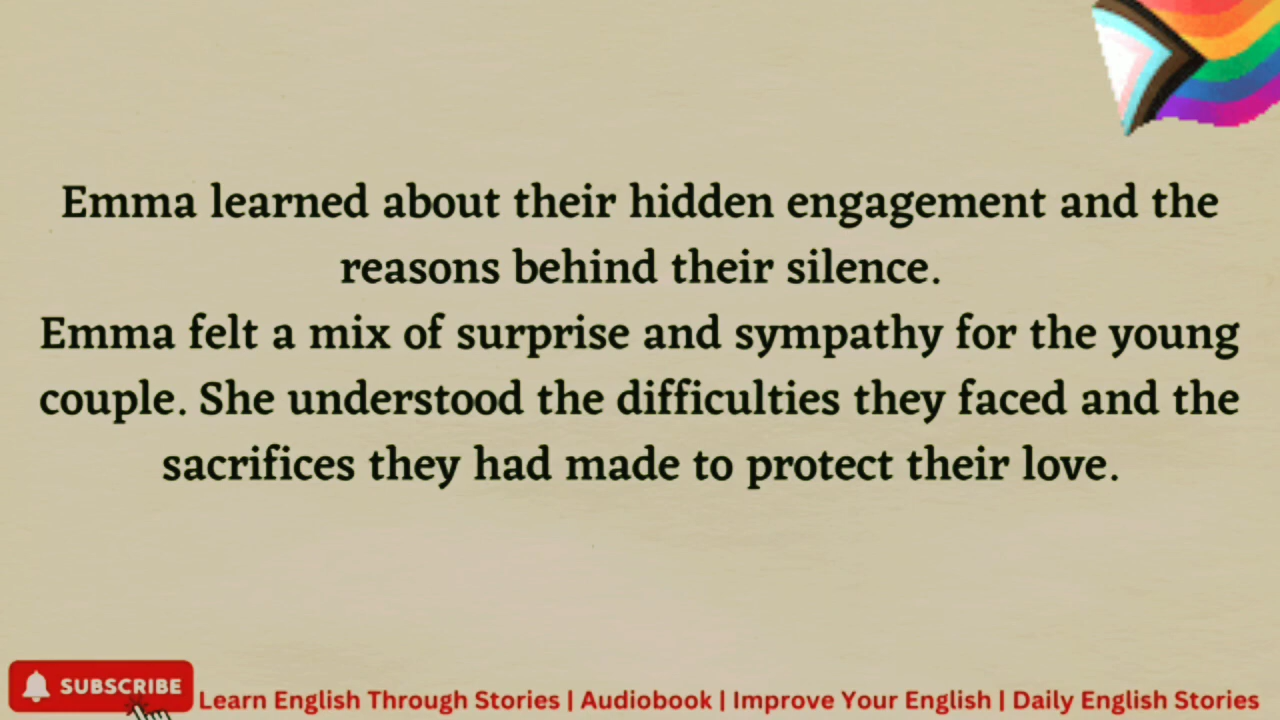 Emma learned about their hidden engagement and the
reasons behind their silence.
Emma felt a mix of surprise and sympathy for the young
couple. She understood the difficulties they faced and the
sacrifices they had made to protect their love.
SUBSCRIBE
Learn English Through Stories | Audiobook | Improve Your English | Daily English Stories